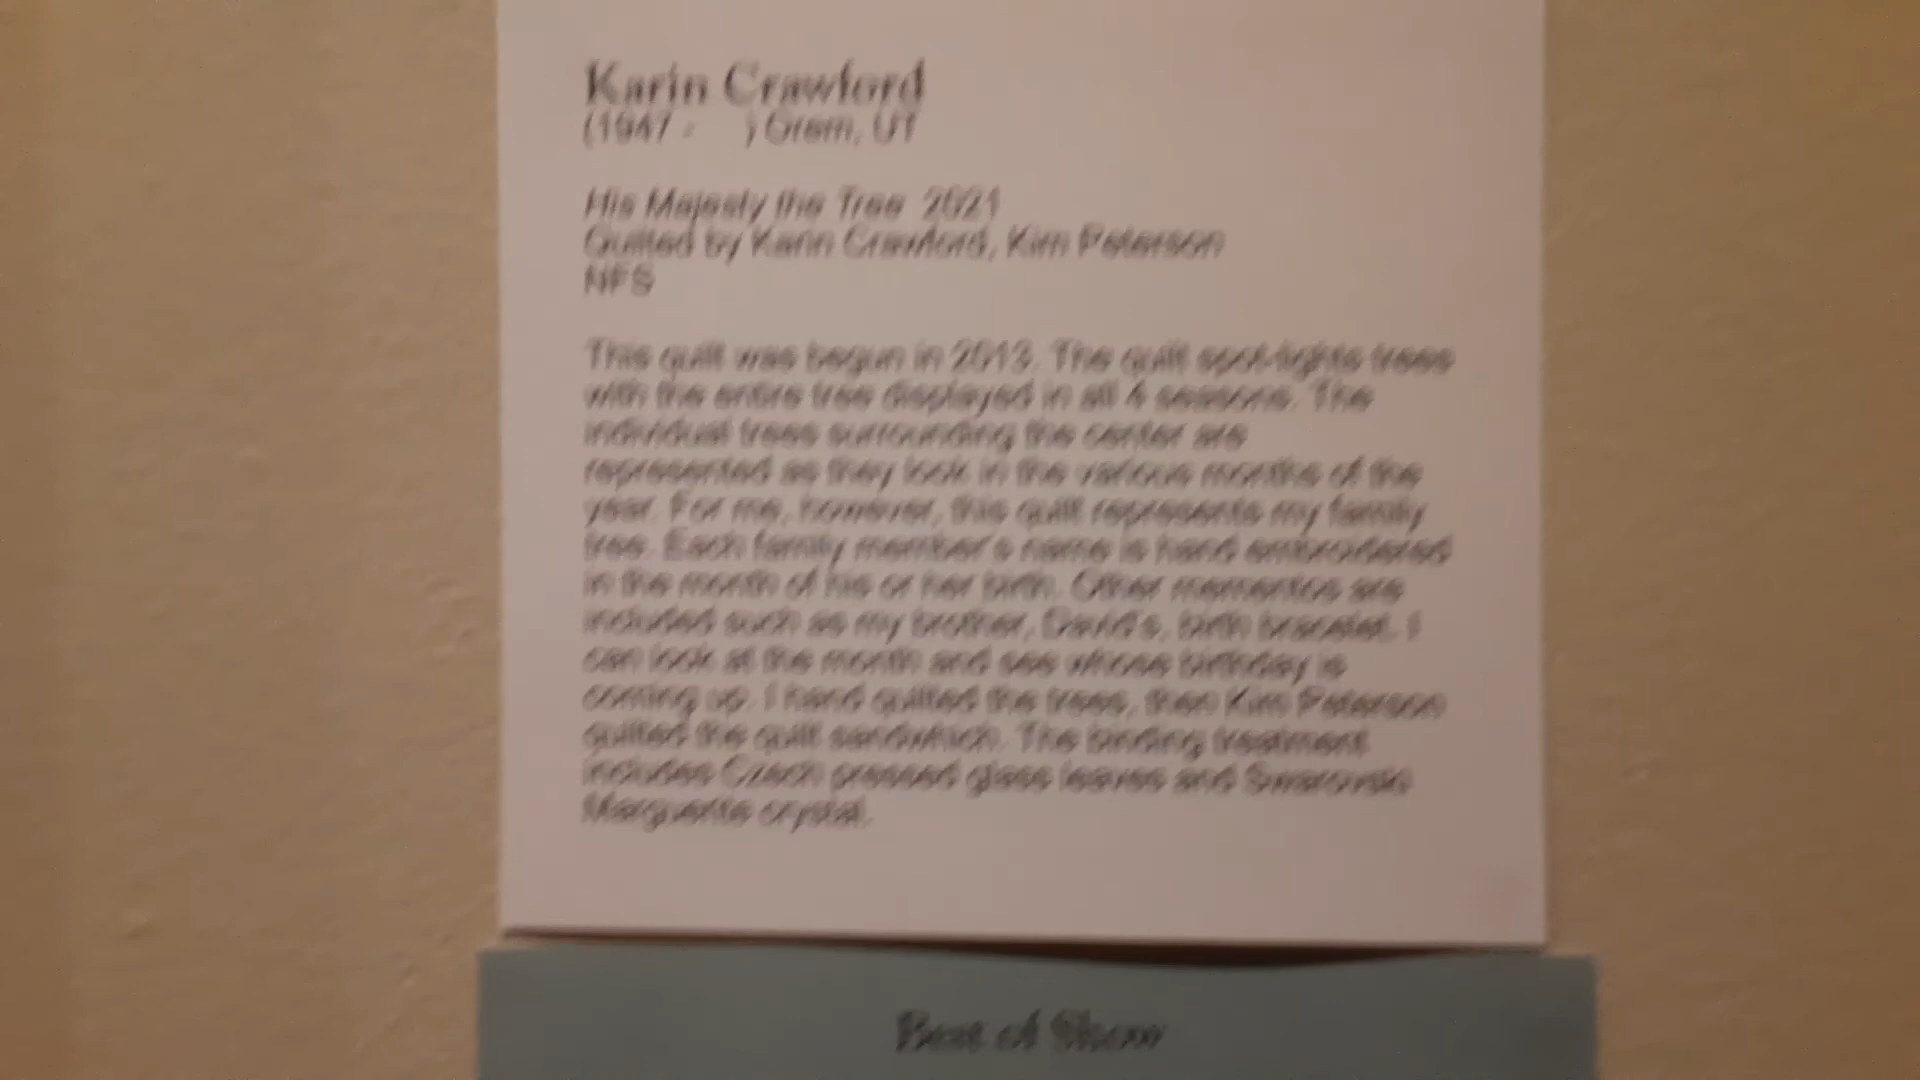 Karin Crawford
(1947 -      ) Orem, UT
His Majesty the Tree  2021
Quilted by Karin Crawford, Kim Peterson
NFS
This quilt was begun in 2013. The quilt spot-lights trees
with the entire tree displayed in all 4 seasons. The
individual trees surrounding the center are
represented as they look in the various months of the
year. For me, however, this quilt represents my family
tree. Each family member's name is hand embroidered
in the month of his or her birth. Other mementos are
included such as my brother, David's, birth bracelet. I
can look at the month and see whose birthday is
coming up. I hand quilted the trees, then Kim Peterson
quilted the quilt sandwhich. The binding treatment
includes Czech pressed glass leaves and Swarovski
Marguerite crystal.
Best of Show